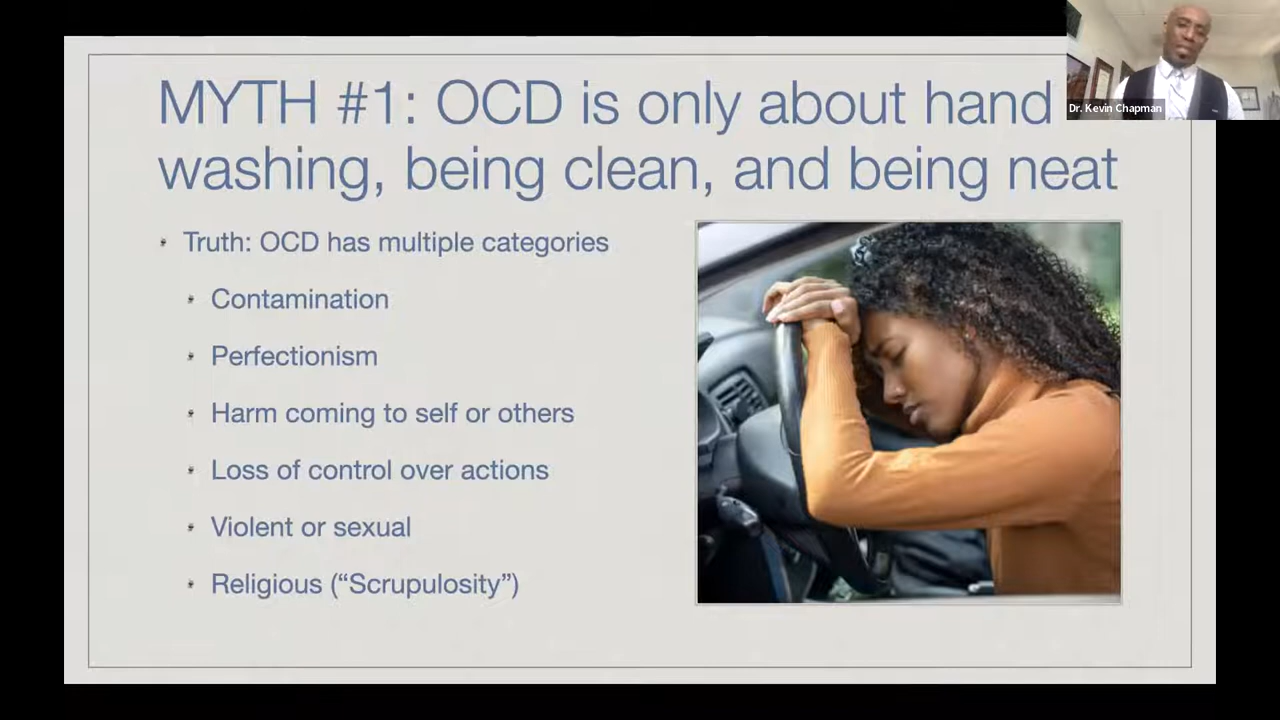 MYTH #1: OCD is only about hand
washing, being clean, and being neat
Dr. Kevin Chapman
Truth: OCD has multiple categories
Contamination
Perfectionism
Harm coming to self or others
Loss of control over actions
Violent or sexual
Religious (“Scrupulosity”)